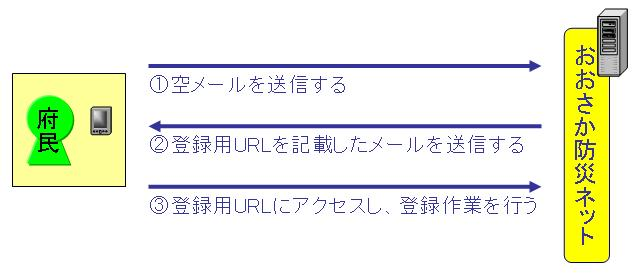 府民
①空メールを送信する
②登録用URLを記載したメールを送信する
③登録用URLにアクセスし、登録作業を行う
おおさか防災ネット